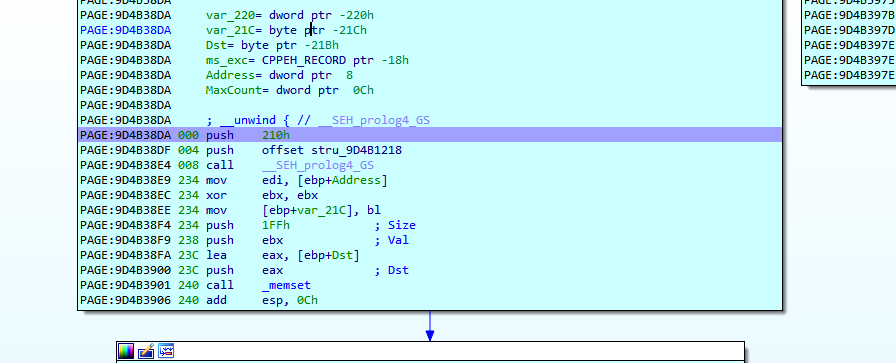 PAGE:9D4B38DA
PAGE:9D4B38DA var_220= dword ptr -220h
PAGE:9D4B38DA var_21C= byte ptr -21Ch
PAGE:9D4B38DA Dst= byte ptr -21Bh
PAGE:9D4B38DA ms_exc= CPPEH_RECORD ptr -18h
PAGE:9D4B38DA Address= dword ptr  8
PAGE:9D4B38DA MaxCount= dword ptr  0Ch
PAGE:9D4B38DA
PAGE:9D4B38DA ; __unwind { // __SEH_prolog4_GS
PAGE:9D4B38DA 000 push 210h
PAGE:9D4B38DF 004 push offset stru_9D4B1218
PAGE:9D4B38E4 008 call __SEH_prolog4_GS
PAGE:9D4B38E9 234 mov edi, [ebp+Address]
PAGE:9D4B38EC 234 xor ebx, ebx
PAGE:9D4B38EE 234 mov [ebp+var_21C], bl
PAGE:9D4B38F4 234 push 1FFh ; Size
PAGE:9D4B38F9 238 push ebx ; Val
PAGE:9D4B38FA 23C lea eax, [ebp+Dst]
PAGE:9D4B3900 23C push eax ; Dst
PAGE:9D4B3901 240 call _memset
PAGE:9D4B3906 240 add esp, 0Ch
PAGE:9D4B397B
PAGE:9D4B397D
PAGE:9D4B397E
PAGE:9D4B397E